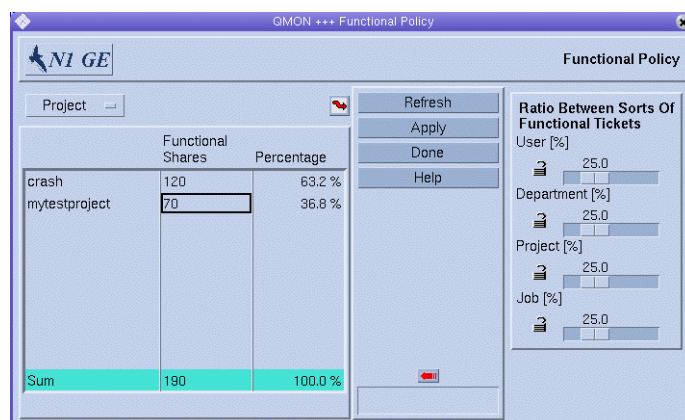 QMON +++ Functional Policy
N1 GE
Functional Policy
Project
Functional
Shares
Percentage
crash 120 63.2 %
mytestproject 70 36.8 %
Sum 190 100.0 %
Refresh
Apply
Done
Help
Ratio Between Sorts Of
Functional Tickets
User [%]
25.0
Department [%]
25.0
Project [%]
25.0
Job [%]
25.0